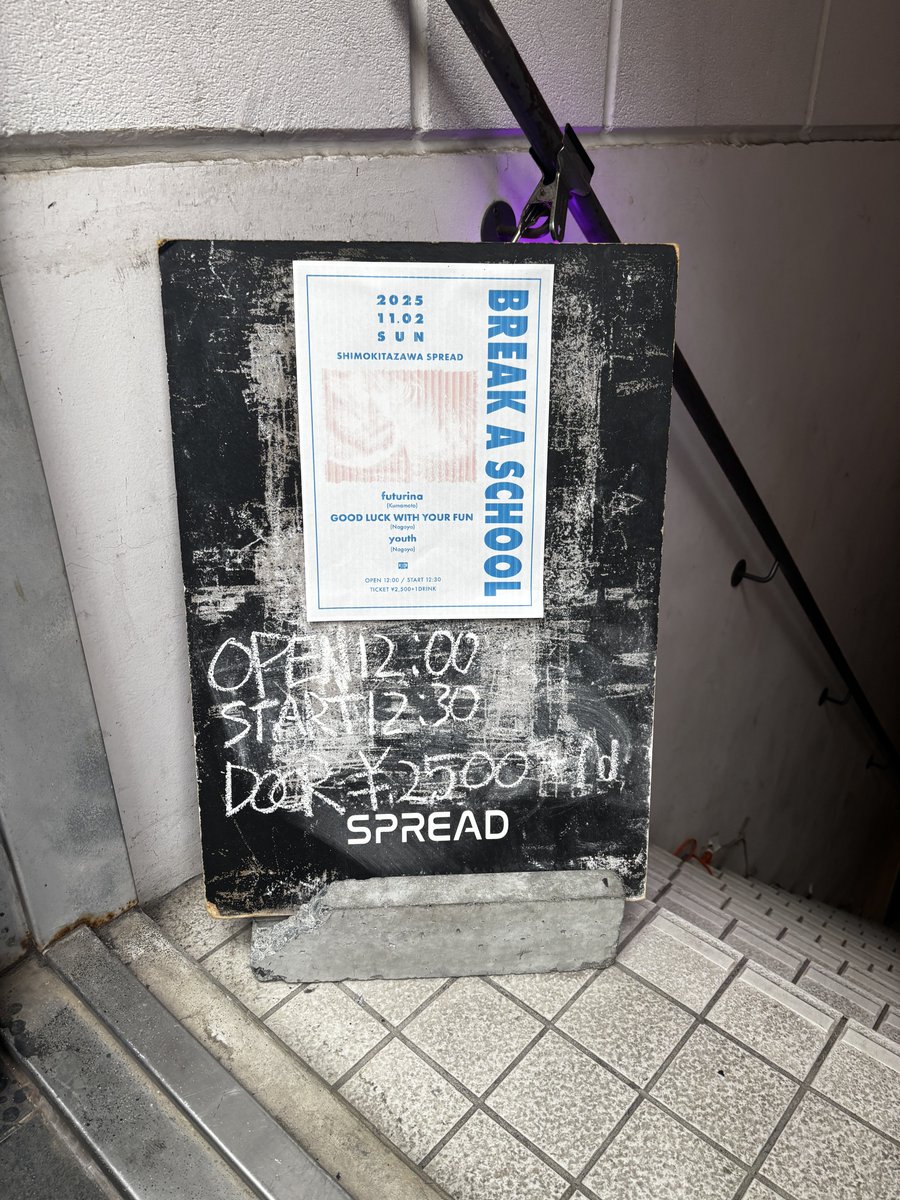 2025
11.02
SUN
SHIMOKITAZAWA SPREAD
BREAK A SCHOOL
futurina
(Kumamoto)
GOOD LUCK WITH YOUR FUN
(Nagoya)
youth
(Nagoya)
OPEN 12:00 / START 12:30
TICKET ¥2,500+1DRINK
OPEN 12:00
START 12:30
DOOR ¥2500+1d
SPREAD